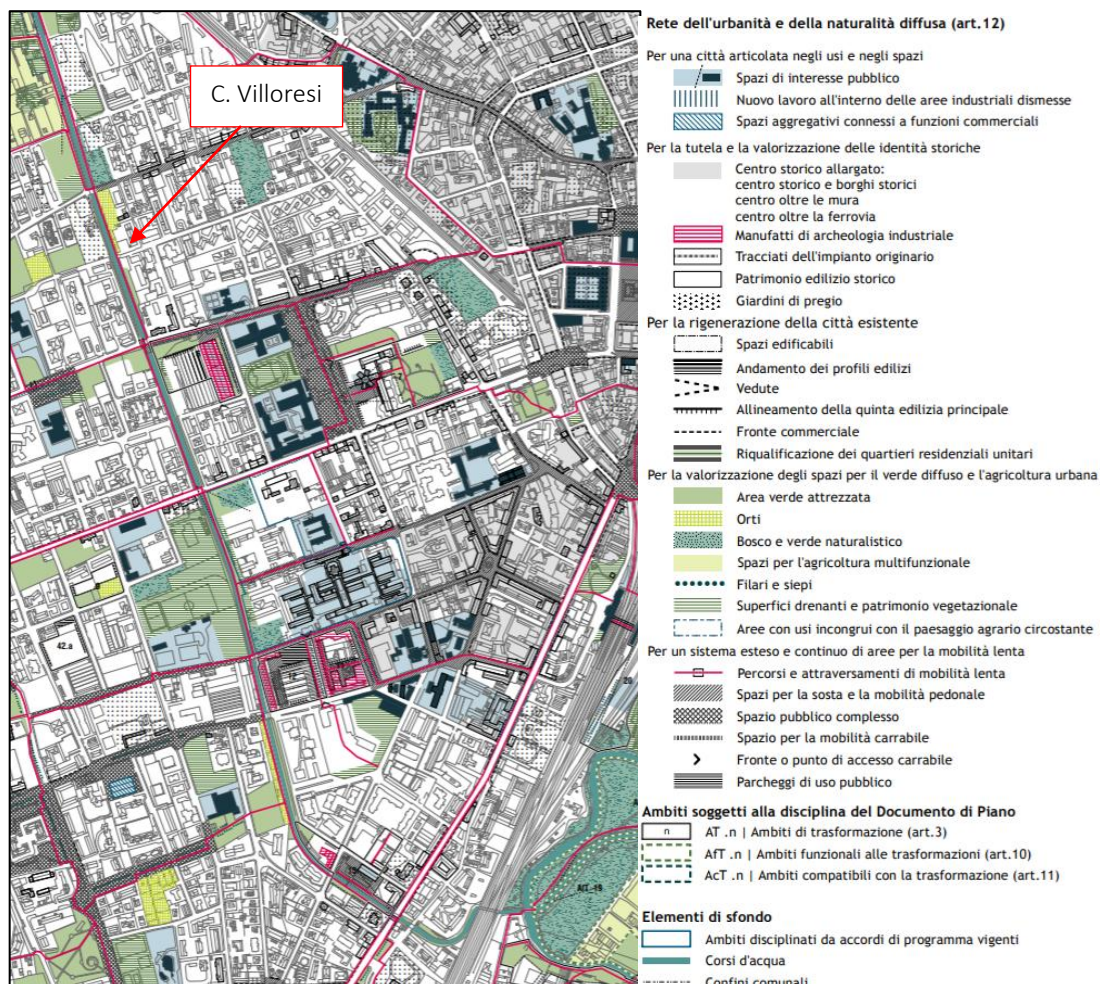 C. Villoresi
42.a
Rete dell'urbanità e della naturalità diffusa (art.12)
Per una città articolata negli usi e negli spazi
Spazi di interesse pubblico
Nuovo lavoro all'interno delle aree industriali dismesse
Spazi aggregativi connessi a funzioni commerciali
Per la tutela e la valorizzazione delle identità storiche
Centro storico allargato:
centro storico e borghi storici
centro oltre le mura
centro oltre la ferrovia
Manufatti di archeologia industriale
Tracciati dell'impianto originario
Patrimonio edilizio storico
Giardini di pregio
Per la rigenerazione della città esistente
Spazi edificabili
Andamento dei profili edilizi
Vedute
Allineamento della quinta edilizia principale
Fronte commerciale
Riqualificazione dei quartieri residenziali unitari
Per la valorizzazione degli spazi per il verde diffuso e l'agricoltura urbana
Area verde attrezzata
Orti
Bosco e verde naturalistico
Spazi per l'agricoltura multifunzionale
Filari e siepi
Superfici drenanti e patrimonio vegetazionale
Aree con usi incongrui con il paesaggio agrario circostante
Per un sistema esteso e continuo di aree per la mobilità lenta
Percorsi e attraversamenti di mobilità lenta
Spazi per la sosta e la mobilità pedonale
Spazio pubblico complesso
Spazio per la mobilità carrabile
Fronte o punto di accesso carrabile
Parcheggi di uso pubblico
Ambiti soggetti alla disciplina del Documento di Piano
n AT .n | Ambiti di trasformazione (art.3)
AfT .n | Ambiti funzionali alle trasformazioni (art.10)
AcT .n | Ambiti compatibili con la trasformazione (art.11)
Elementi di sfondo
Ambiti disciplinati da accordi di programma vigenti
Corsi d'acqua
Confini comunali